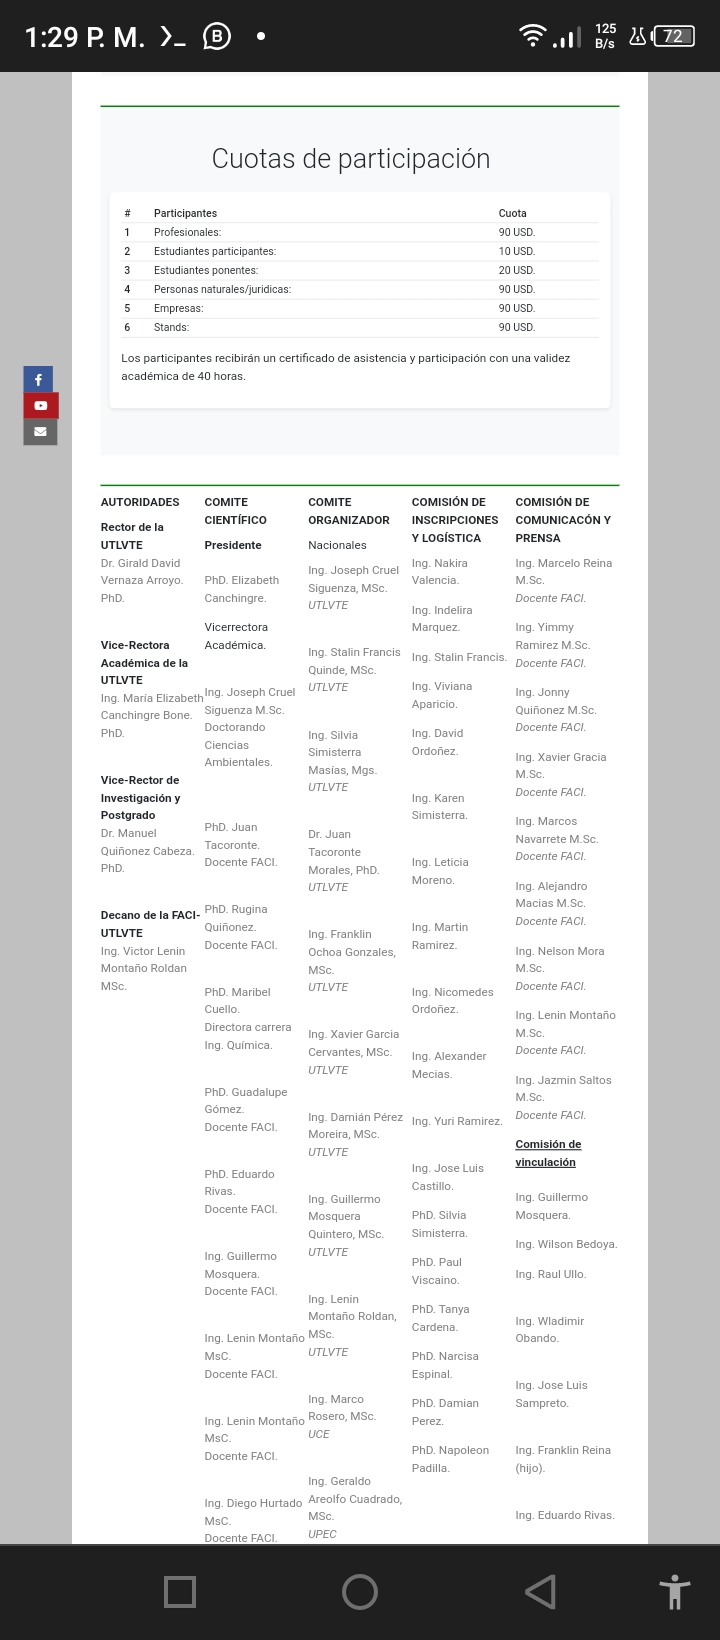 1:29 P. M.
125
B/s
72
Cuotas de participación
# Participantes Cuota
1 Profesionales: 90 USD.
2 Estudiantes participantes: 10 USD.
3 Estudiantes ponentes: 20 USD.
4 Personas naturales/juridicas: 90 USD.
5 Empresas: 90 USD.
6 Stands: 90 USD.
Los participantes recibirán un certificado de asistencia y participación con una validez
académica de 40 horas.
AUTORIDADES
Rector de la
UTLVTE
Dr. Girald David
Vernaza Arroyo.
PhD.
Vice-Rectora
Académica de la
UTLVTE
Ing. María Elizabeth
Canchingre Bone.
PhD.
Vice-Rector de
Investigación y
Postgrado
Dr. Manuel
Quiñonez Cabeza.
PhD.
Decano de la FACI-
UTLVTE
Ing. Victor Lenin
Montaño Roldan
MSc.
COMITE
CIENTÍFICO
Presidente
PhD. Elizabeth
Canchingre.
Vicerrectora
Académica.
Ing. Joseph Cruel
Siguenza M.Sc.
Doctorando
Ciencias
Ambientales.
PhD. Juan
Tacoronte.
Docente FACI.
PhD. Rugina
Quiñonez.
Docente FACI.
PhD. Maribel
Cuello.
Directora carrera
Ing. Química.
PhD. Guadalupe
Gómez.
Docente FACI.
PhD. Eduardo
Rivas.
Docente FACI.
Ing. Guillermo
Mosquera.
Docente FACI.
Ing. Lenin Montaño
MsC.
Docente FACI.
Ing. Lenin Montaño
MsC.
Docente FACI.
Ing. Diego Hurtado
MsC.
Docente FACI.
COMITE
ORGANIZADOR
Nacionales
Ing. Joseph Cruel
Siguenza, MSc.
UTLVTE
Ing. Stalin Francis
Quinde, MSc.
UTLVTE
Ing. Silvia
Simisterra
Masías, Mgs.
UTLVTE
Dr. Juan
Tacoronte
Morales, PhD.
UTLVTE
Ing. Franklin
Ochoa Gonzales,
MSc.
UTLVTE
Ing. Xavier Garcia
Cervantes, MSc.
UTLVTE
Ing. Damián Pérez
Moreira, MSc.
UTLVTE
Ing. Guillermo
Mosquera
Quintero, MSc.
UTLVTE
Ing. Lenin
Montaño Roldan,
MSc.
UTLVTE
Ing. Marco
Rosero, MSc.
UCE
Ing. Geraldo
Areolfo Cuadrado,
MSc.
UPEC
COMISIÓN DE
INSCRIPCIONES
Y LOGÍSTICA
Ing. Nakira
Valencia.
Ing. Indelira
Marquez.
Ing. Stalin Francis.
Ing. Viviana
Aparicio.
Ing. David
Ordoñez.
Ing. Karen
Simisterra.
Ing. Leticia
Moreno.
Ing. Martin
Ramirez.
Ing. Nicomedes
Ordoñez.
Ing. Alexander
Mecias.
Ing. Yuri Ramirez.
Ing. Jose Luis
Castillo.
PhD. Silvia
Simisterra.
PhD. Paul
Viscaino.
PhD. Tanya
Cardena.
PhD. Narcisa
Espinal.
PhD. Damian
Perez.
PhD. Napoleon
Padilla.
COMISIÓN DE
COMUNICACÓN Y
PRENSA
Ing. Marcelo Reina
M.Sc.
Docente FACI.
Ing. Yimmy
Ramirez M.Sc.
Docente FACI.
Ing. Jonny
Quiñonez M.Sc.
Docente FACI.
Ing. Xavier Gracia
M.Sc.
Docente FACI.
Ing. Marcos
Navarrete M.Sc.
Docente FACI.
Ing. Alejandro
Macias M.Sc.
Docente FACI.
Ing. Nelson Mora
M.Sc.
Docente FACI.
Ing. Lenin Montaño
M.Sc.
Docente FACI.
Ing. Jazmin Saltos
M.Sc.
Docente FACI.
Comisión de
vinculación
Ing. Guillermo
Mosquera.
Ing. Wilson Bedoya.
Ing. Raul Ullo.
Ing. Wladimir
Obando.
Ing. Jose Luis
Sampreto.
Ing. Franklin Reina
(hijo).
Ing. Eduardo Rivas.